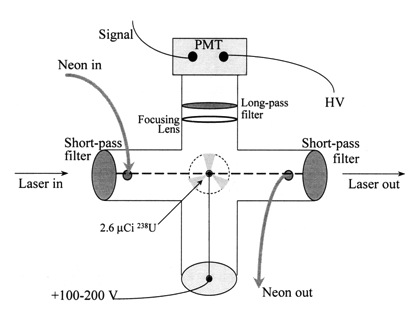 Signal
PMT
Neon in
HV
Long-pass
filter
Focusing
Lens
Short-pass
filter
Short-pass
filter
Laser in
Laser out
2.6 μCi ²³⁸U
+100-200 V
Neon out